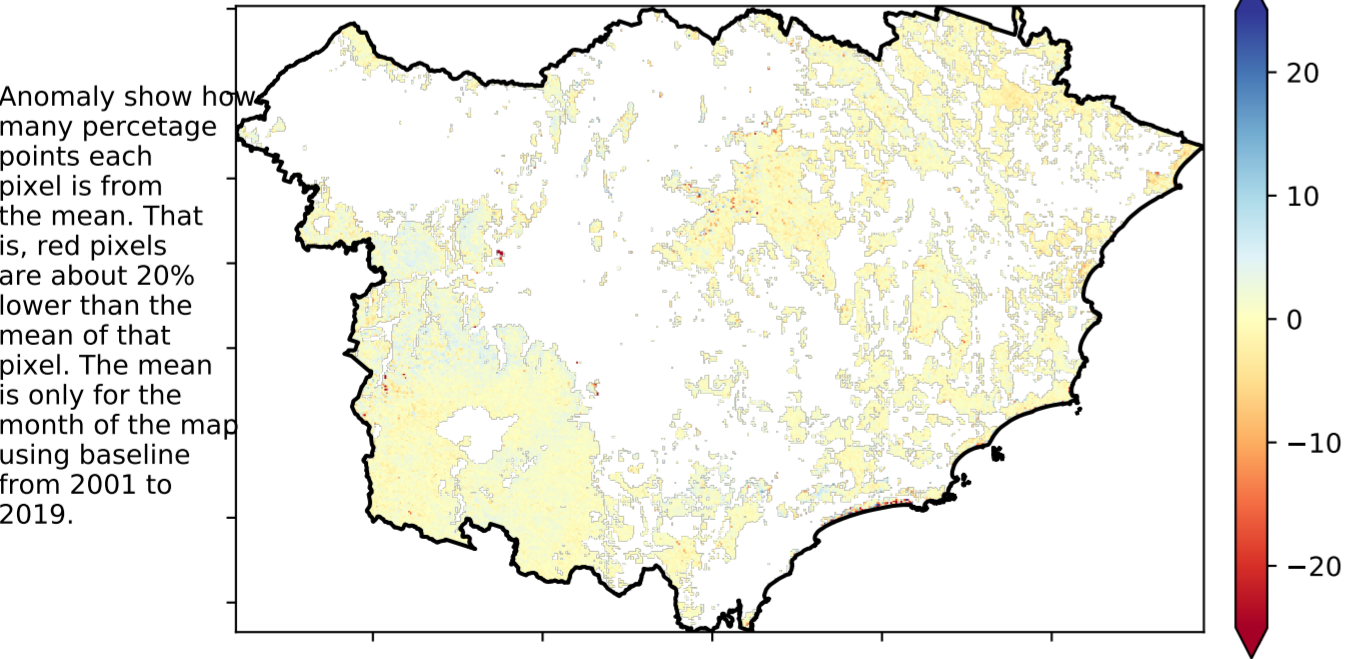 Anomaly show how
many percetage
points each
pixel is from
the mean. That
is, red pixels
are about 20%
lower than the
mean of that
pixel. The mean
is only for the
month of the map
using baseline
from 2001 to
2019.
20
10
0
−10
−20